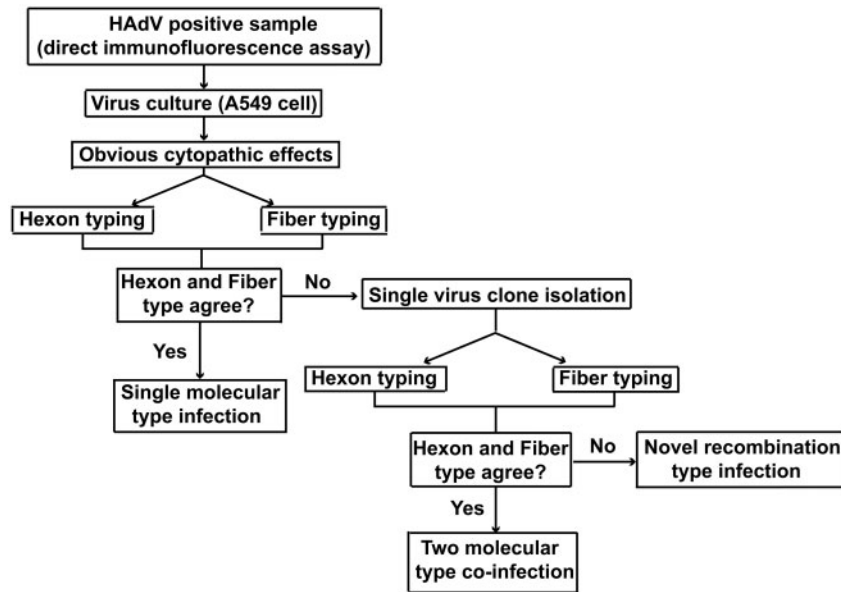 HAdV positive sample
(direct immunofluorescence assay)
Virus culture (A549 cell)
Obvious cytopathic effects
Hexon typing
Fiber typing
Hexon and Fiber
type agree?
No
Single virus clone isolation
Yes
Single molecular
type infection
Hexon typing
Fiber typing
Hexon and Fiber
type agree?
No
Novel recombination
type infection
Yes
Two molecular
type co-infection